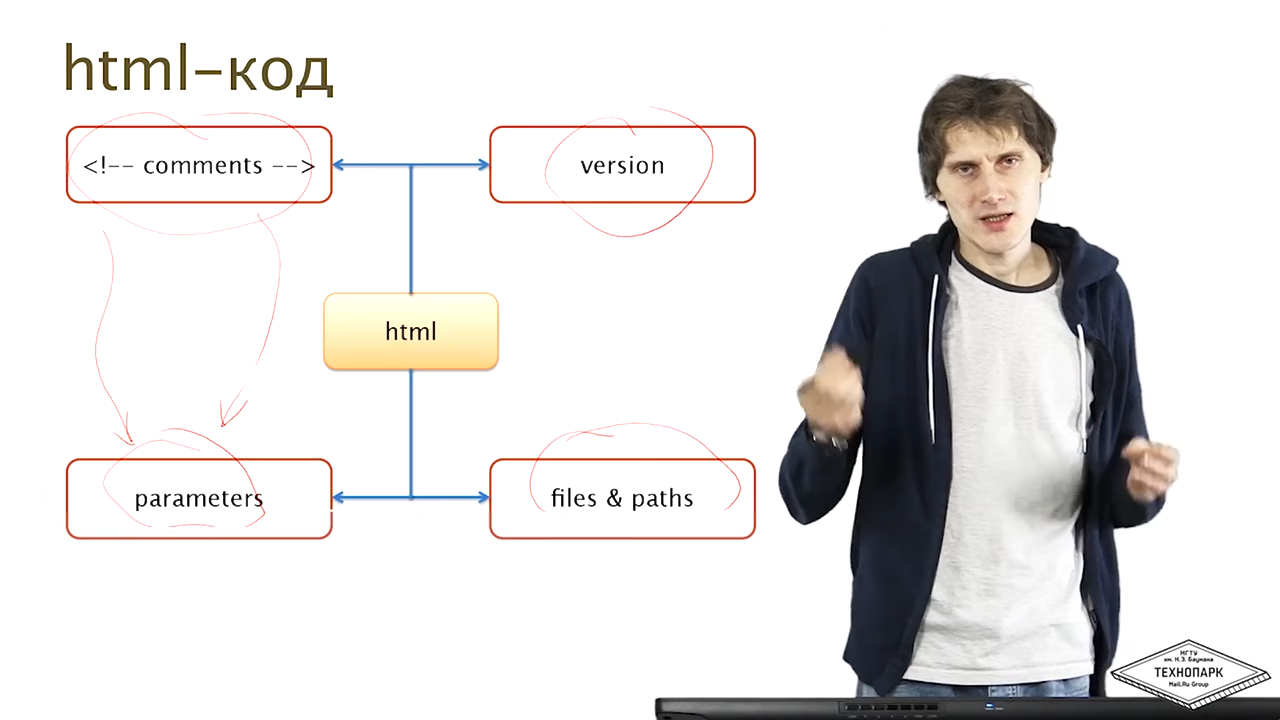 html-код
<!-- comments -->
version
html
parameters
files & paths
МГТУ
им. Н.Э. Баумана
ТЕХНОПАРК
Mail.Ru Group